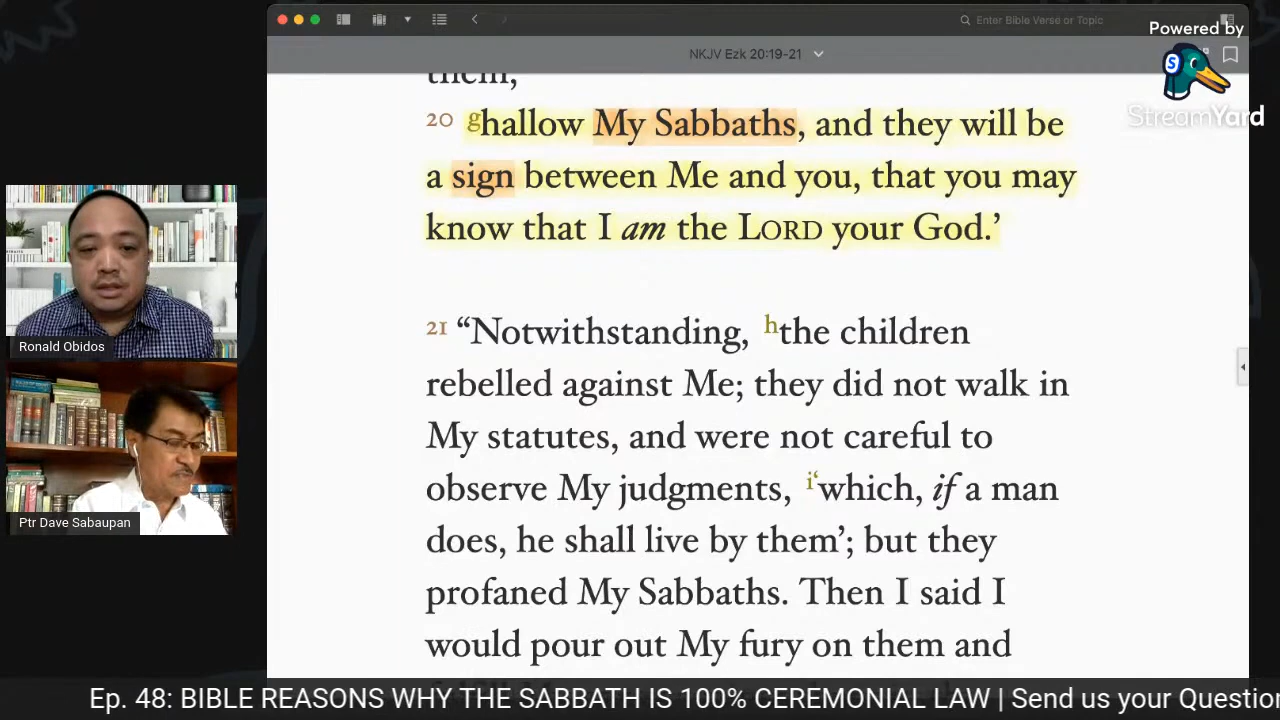 Enter Bible Verse or Topic
Powered by
StreamYard
NKJV Ezk 20:19-21
them,
20 ghallow My Sabbaths, and they will be
a sign between Me and you, that you may
know that I am the LORD your God.’
21 “Notwithstanding, hthe children
rebelled against Me; they did not walk in
My statutes, and were not careful to
observe My judgments, i‘which, if a man
does, he shall live by them’; but they
profaned My Sabbaths. Then I said I
would pour out My fury on them and
Ronald Obidos
Ptr Dave Sabaupan
Ep. 48: BIBLE REASONS WHY THE SABBATH IS 100% CEREMONIAL LAW | Send us your Question